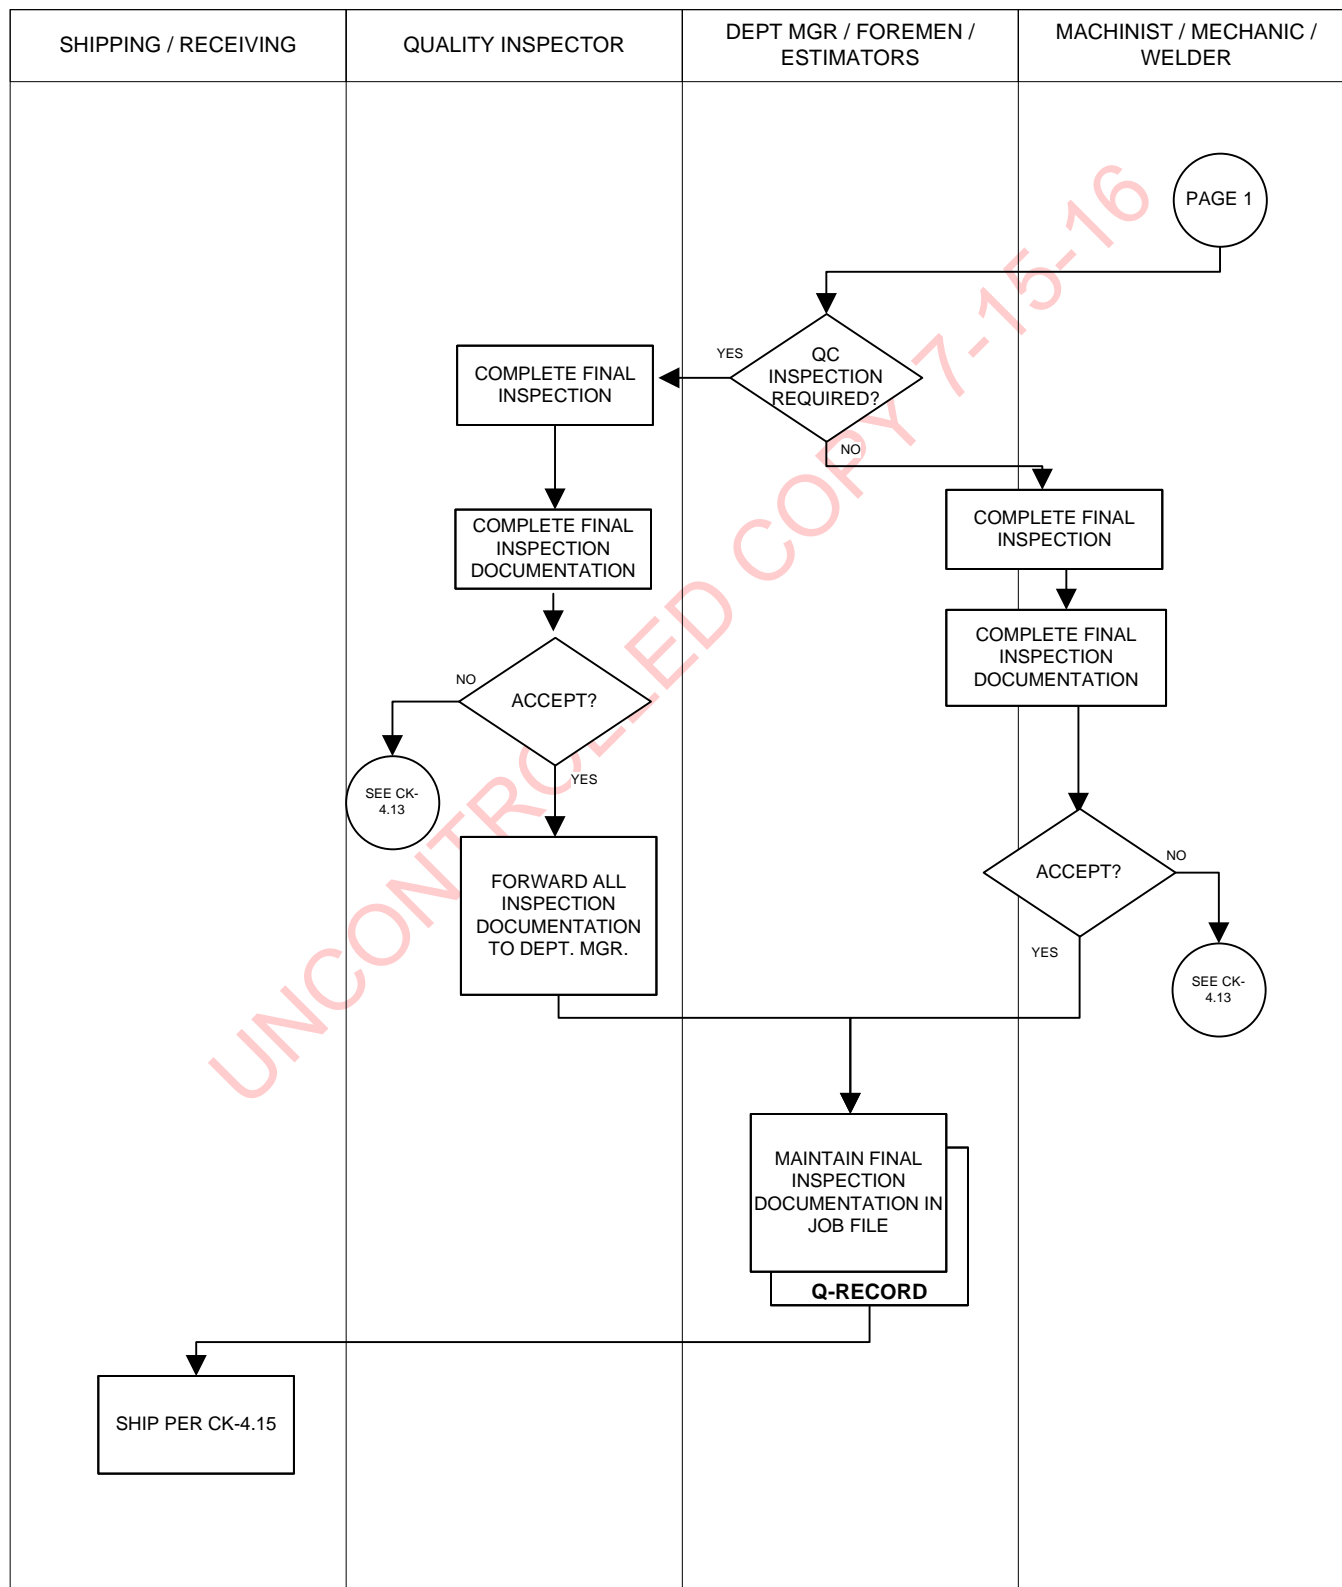 SHIPPING / RECEIVING
QUALITY INSPECTOR
DEPT MGR / FOREMEN /
ESTIMATORS
MACHINIST / MECHANIC /
WELDER
PAGE 1
QC
INSPECTION
REQUIRED?
YES
NO
COMPLETE FINAL
INSPECTION
COMPLETE FINAL
INSPECTION
DOCUMENTATION
COMPLETE FINAL
INSPECTION
COMPLETE FINAL
INSPECTION
DOCUMENTATION
ACCEPT?
NO
YES
SEE CK-
4.13
FORWARD ALL
INSPECTION
DOCUMENTATION
TO DEPT. MGR.
ACCEPT?
NO
YES
SEE CK-
4.13
MAINTAIN FINAL
INSPECTION
DOCUMENTATION IN
JOB FILE
Q-RECORD
SHIP PER CK-4.15
UNCONTROLLED COPY 7-15-16